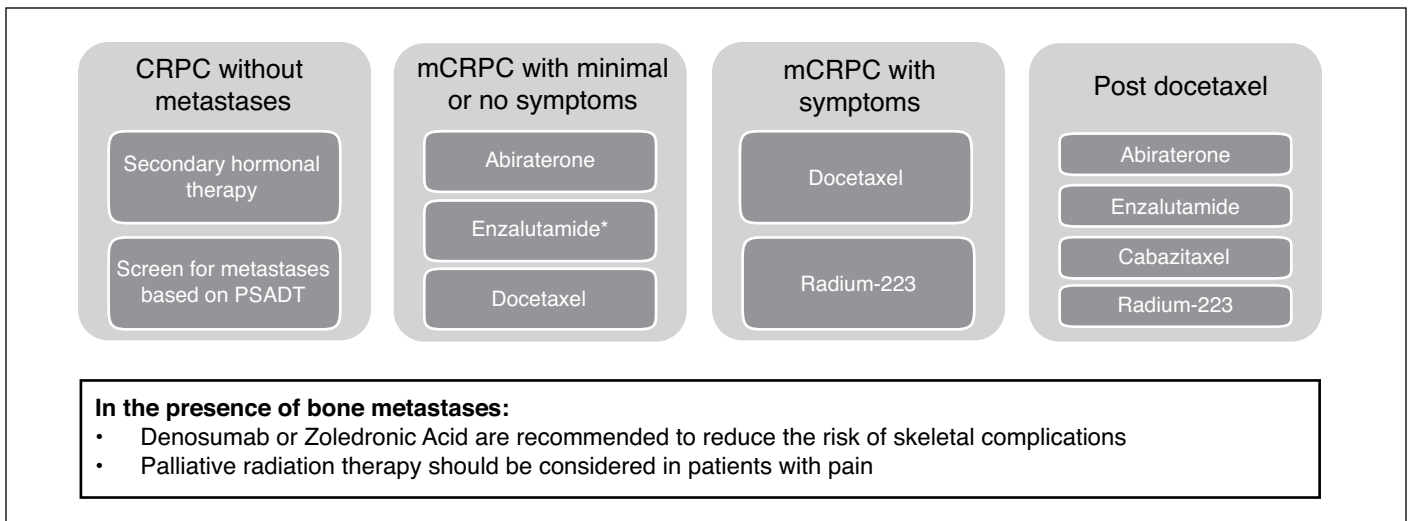 CRPC without
metastases
Secondary hormonal
therapy
Screen for metastases
based on PSADT
mCRPC with minimal
or no symptoms
Abiraterone
Enzalutamide*
Docetaxel
mCRPC with
symptoms
Docetaxel
Radium-223
Post docetaxel
Abiraterone
Enzalutamide
Cabazitaxel
Radium-223
In the presence of bone metastases:
• Denosumab or Zoledronic Acid are recommended to reduce the risk of skeletal complications
• Palliative radiation therapy should be considered in patients with pain